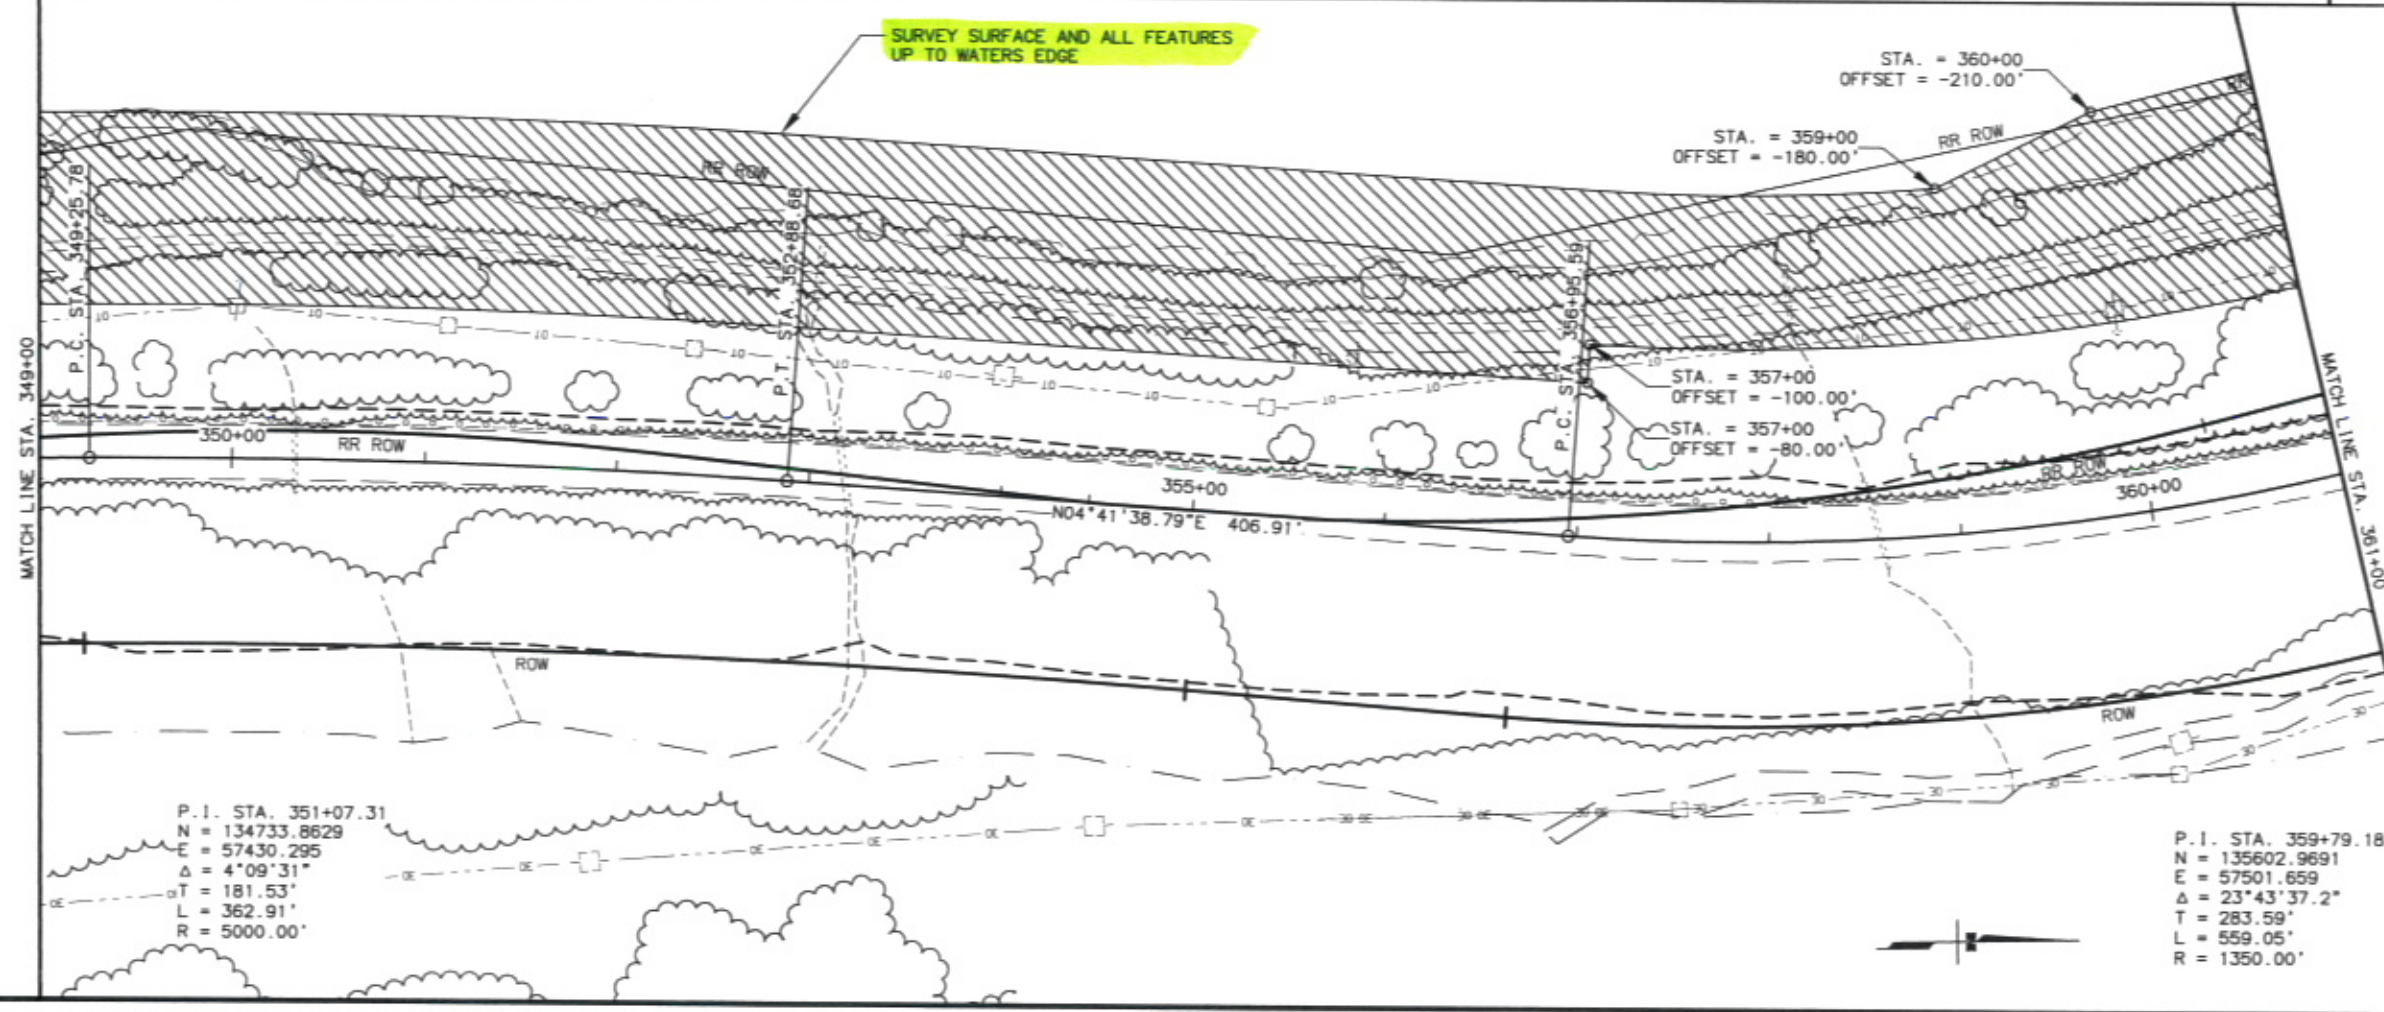 SURVEY SURFACE AND ALL FEATURES
UP TO WATERS EDGE
STA. = 360+00
OFFSET = -210.00'
STA. = 359+00
OFFSET = -180.00'
RR ROW
RR
RR ROW
P.C. STA. 349+25.78
P.T. STA. 352+88.68
P.C. STA. 356+95.59
STA. = 357+00
OFFSET = -100.00'
STA. = 357+00
OFFSET = -80.00'
MATCH LINE STA. 349+00
MATCH LINE STA. 361+00
350+00
RR ROW
355+00
N04°41'38.79"E 406.91'
RR ROW
360+00
ROW
ROW
P.I. STA. 351+07.31
N = 134733.8629
E = 57430.295
Δ = 4°09'31"
T = 181.53'
L = 362.91'
R = 5000.00'
P.I. STA. 359+79.18
N = 135602.9691
E = 57501.659
Δ = 23°43'37.2"
T = 283.59'
L = 559.05'
R = 1350.00'